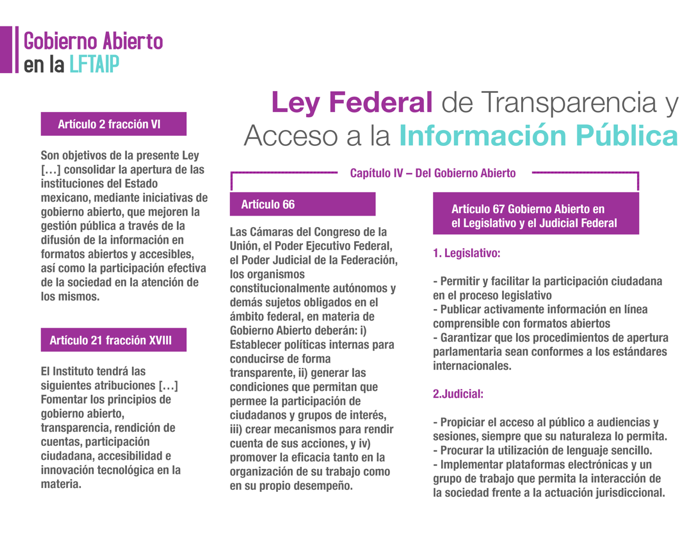 Gobierno Abierto
en la LFTAIP
Ley Federal de Transparencia y
Acceso a la Información Pública
Artículo 2 fracción VI
Son objetivos de la presente Ley
[…] consolidar la apertura de las
instituciones del Estado
mexicano, mediante iniciativas de
gobierno abierto, que mejoren la
gestión pública a través de la
difusión de la información en
formatos abiertos y accesibles,
así como la participación efectiva
de la sociedad en la atención de
los mismos.
Artículo 21 fracción XVIII
El Instituto tendrá las
siguientes atribuciones […]
Fomentar los principios de
gobierno abierto,
transparencia, rendición de
cuentas, participación
ciudadana, accesibilidad e
innovación tecnológica en la
materia.
Capítulo IV – Del Gobierno Abierto
Artículo 66
Las Cámaras del Congreso de la
Unión, el Poder Ejecutivo Federal,
el Poder Judicial de la Federación,
los organismos
constitucionalmente autónomos y
demás sujetos obligados en el
ámbito federal, en materia de
Gobierno Abierto deberán: i)
Establecer políticas internas para
conducirse de forma
transparente, ii) generar las
condiciones que permitan que
permee la participación de
ciudadanos y grupos de interés,
iii) crear mecanismos para rendir
cuenta de sus acciones, y iv)
promover la eficacia tanto en la
organización de su trabajo como
en su propio desempeño.
Artículo 67 Gobierno Abierto en
el Legislativo y el Judicial Federal
1. Legislativo:
- Permitir y facilitar la participación ciudadana
en el proceso legislativo
- Publicar activamente información en línea
comprensible con formatos abiertos
- Garantizar que los procedimientos de apertura
parlamentaria sean conformes a los estándares
internacionales.
2.Judicial:
- Propiciar el acceso al público a audiencias y
sesiones, siempre que su naturaleza lo permita.
- Procurar la utilización de lenguaje sencillo.
- Implementar plataformas electrónicas y un
grupo de trabajo que permita la interacción de
la sociedad frente a la actuación jurisdiccional.